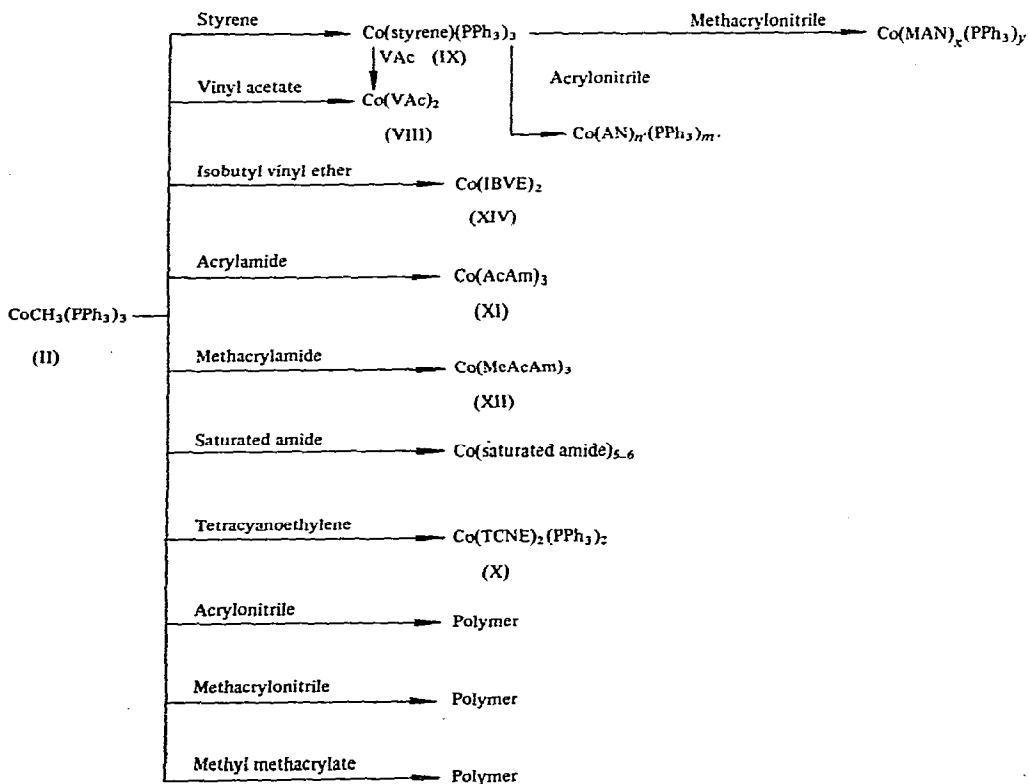 Styrene
Co(styrene)(PPh₃)₃
Methacrylonitrile
Co(MAN)ₓ(PPh₃)ᵧ
VAc (IX)
Acrylonitrile
Vinyl acetate
Co(VAc)₂
(VIII)
Co(AN)ₙ·(PPh₃)ₘ·
Isobutyl vinyl ether
Co(IBVE)₂
(XIV)
Acrylamide
Co(AcAm)₃
(XI)
CoCH₃(PPh₃)₃
(II)
Methacrylamide
Co(MeAcAm)₃
(XII)
Saturated amide
Co(saturated amide)₅₋₆
Tetracyanoethylene
Co(TCNE)₂(PPh₃)z
(X)
Acrylonitrile
Polymer
Methacrylonitrile
Polymer
Methyl methacrylate
Polymer